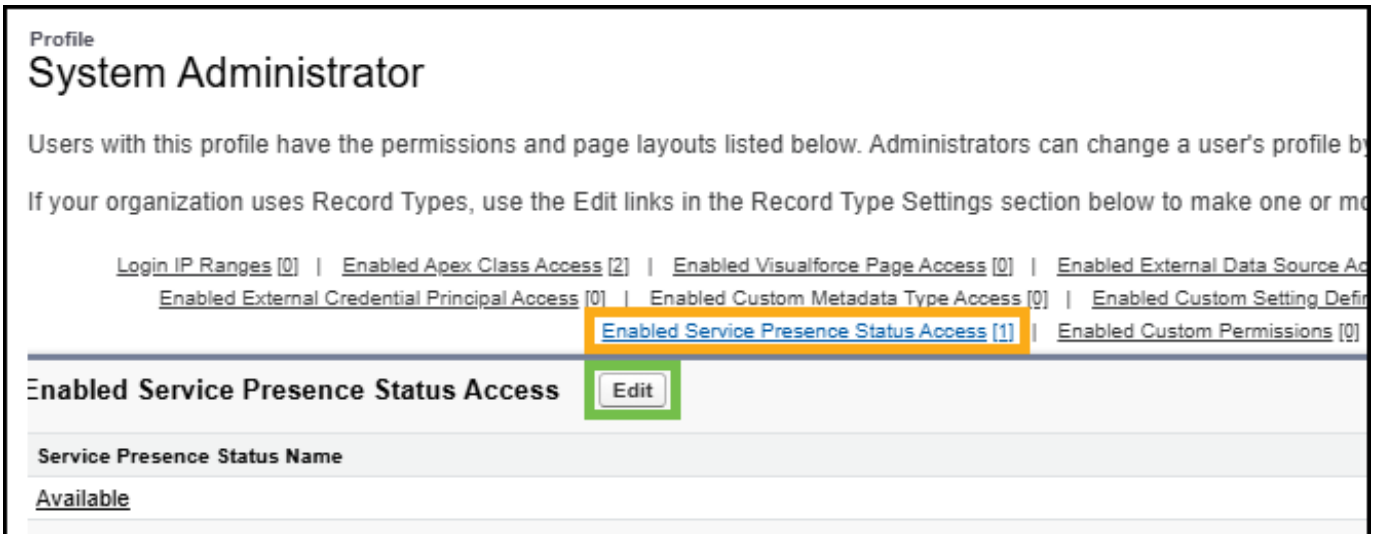 Profile
System Administrator
Users with this profile have the permissions and page layouts listed below. Administrators can change a user's profile by
If your organization uses Record Types, use the Edit links in the Record Type Settings section below to make one or mo
Login IP Ranges [0] | Enabled Apex Class Access [2] | Enabled Visualforce Page Access [0] | Enabled External Data Source Ac
Enabled External Credential Principal Access [0] | Enabled Custom Metadata Type Access [0] | Enabled Custom Setting Defin
Enabled Service Presence Status Access [1] | Enabled Custom Permissions [0]
Enabled Service Presence Status Access Edit
Service Presence Status Name
Available